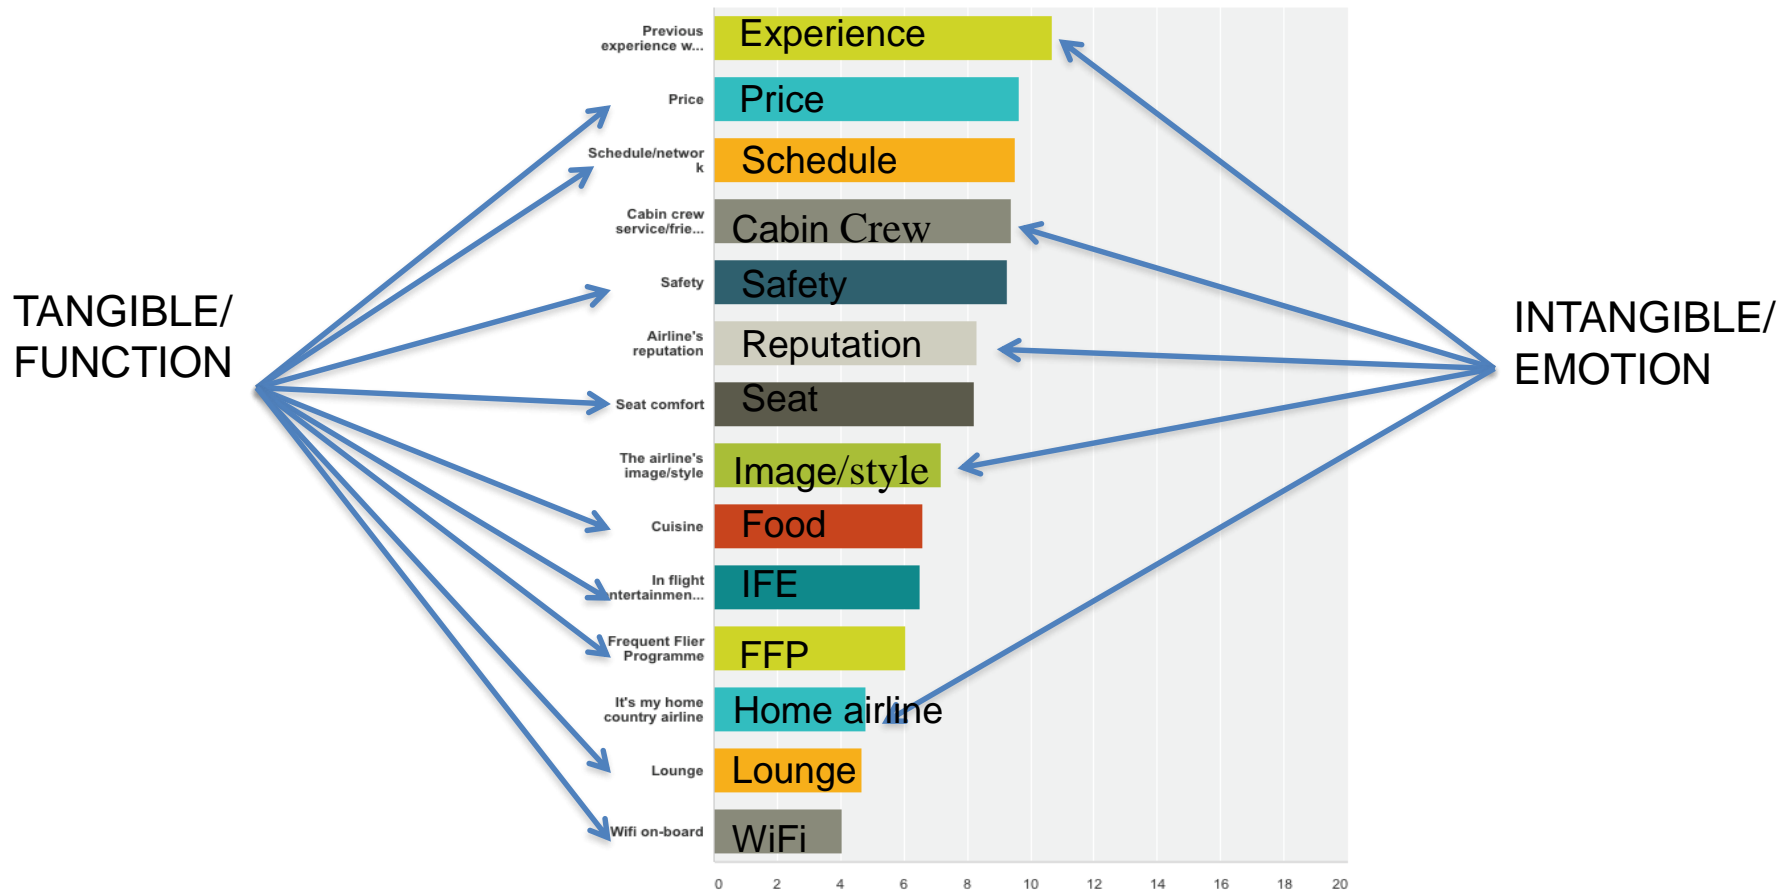 Previous
experience w...
Experience
Price
Price
Schedule/networ
k
Schedule
Cabin crew
service/frie...
Cabin Crew
Safety
Safety
TANGIBLE/
FUNCTION
Airline's
reputation
Reputation
INTANGIBLE/
EMOTION
Seat comfort
Seat
The airline's
image/style
Image/style
Cuisine
Food
In flight
ntertainmen...
IFE
Frequent Flier
Programme
FFP
It's my home
country airline
Home airline
Lounge
Lounge
Wifi on-board
WiFi
0 2 4 6 8 10 12 14 16 18 20